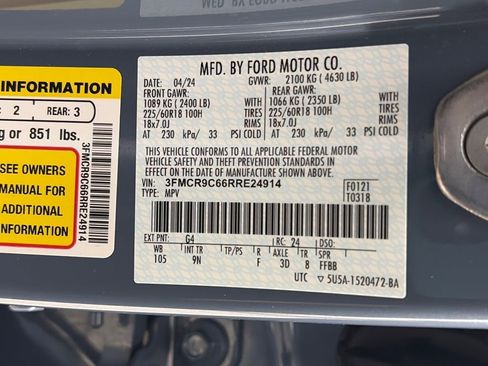 INFORMATION
2 REAR: 3
or 851 lbs.
SEE OWNERS
MANUAL FOR
ADDITIONAL
INFORMATION
3FMCR9C66RRE24914
MFD. BY FORD MOTOR CO.
DATE: 04/24 GVWR: 2100 KG ( 4630 LB)
FRONT GAWR: REAR GAWR:
1089 KG ( 2400 LB) WITH 1066 KG ( 2350 LB) WITH
225/60R18 100H TIRES 225/60R18 100H TIRES
18x7.0J RIMS 18x7.0J RIMS
AT 230 kPa/ 33 PSI COLD AT 230 kPa/ 33 PSI COLD
THIS VEHICLE CONFORMS TO ALL APPLICABLE FEDERAL MOTOR
VEHICLE SAFETY AND THEFT PREVENTION STANDARDS IN
EFFECT ON THE DATE OF MANUFACTURE SHOWN ABOVE.
VIN: 3FMCR9C66RRE24914 F0121
TYPE: MPV T0318
EXT PNT: G4 RC: 24 DSO:
WB INT TR TP/PS R AXLE TR SPR
105 9N F 3D 8 FFBB
UTC ▽5U5A-1520472-BA